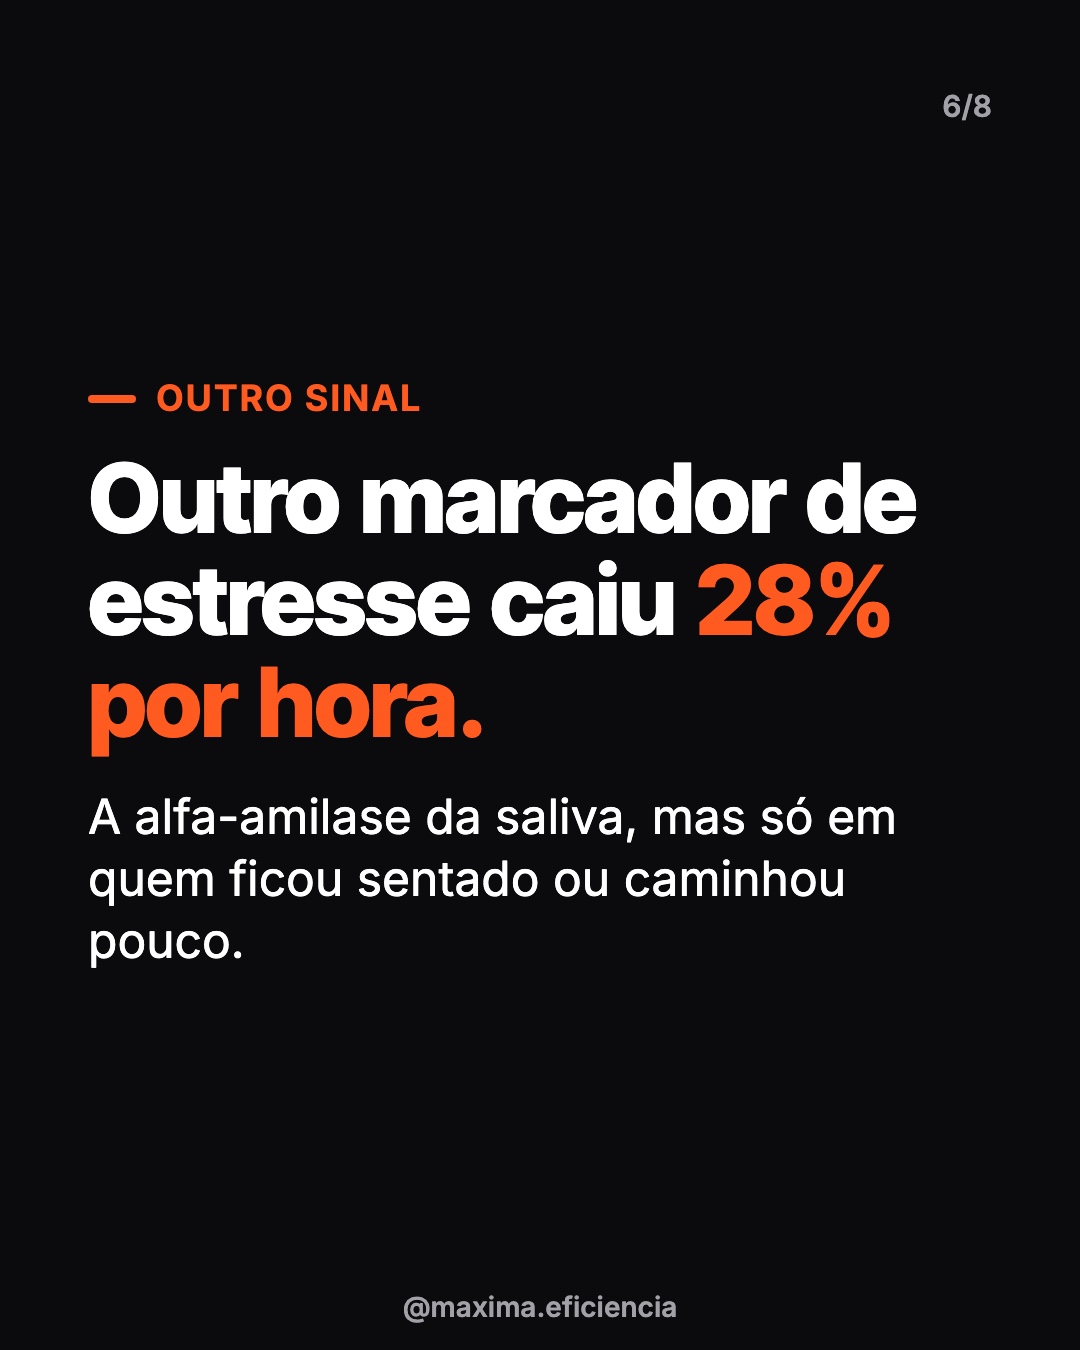 6/8
OUTRO SINAL
Outro marcador de
estresse caiu 28%
por hora.
A alfa-amilase da saliva, mas só em
quem ficou sentado ou caminhou
pouco.
@maxima.eficiencia